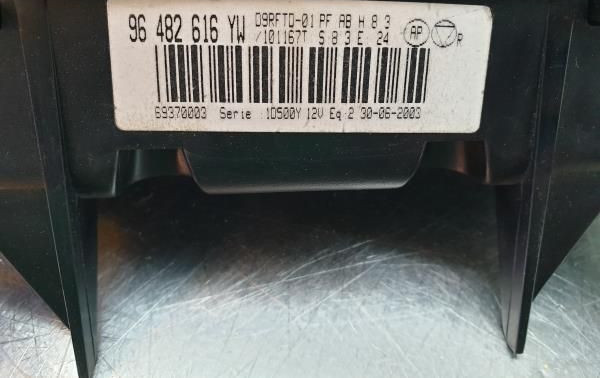 96 482 616 YW D9RFTD-01 PF AB H 8 3
/101167T S 8 3 E 24 AP R
69370003 Serie :1D500Y 12V Eq:2 30-06-2003